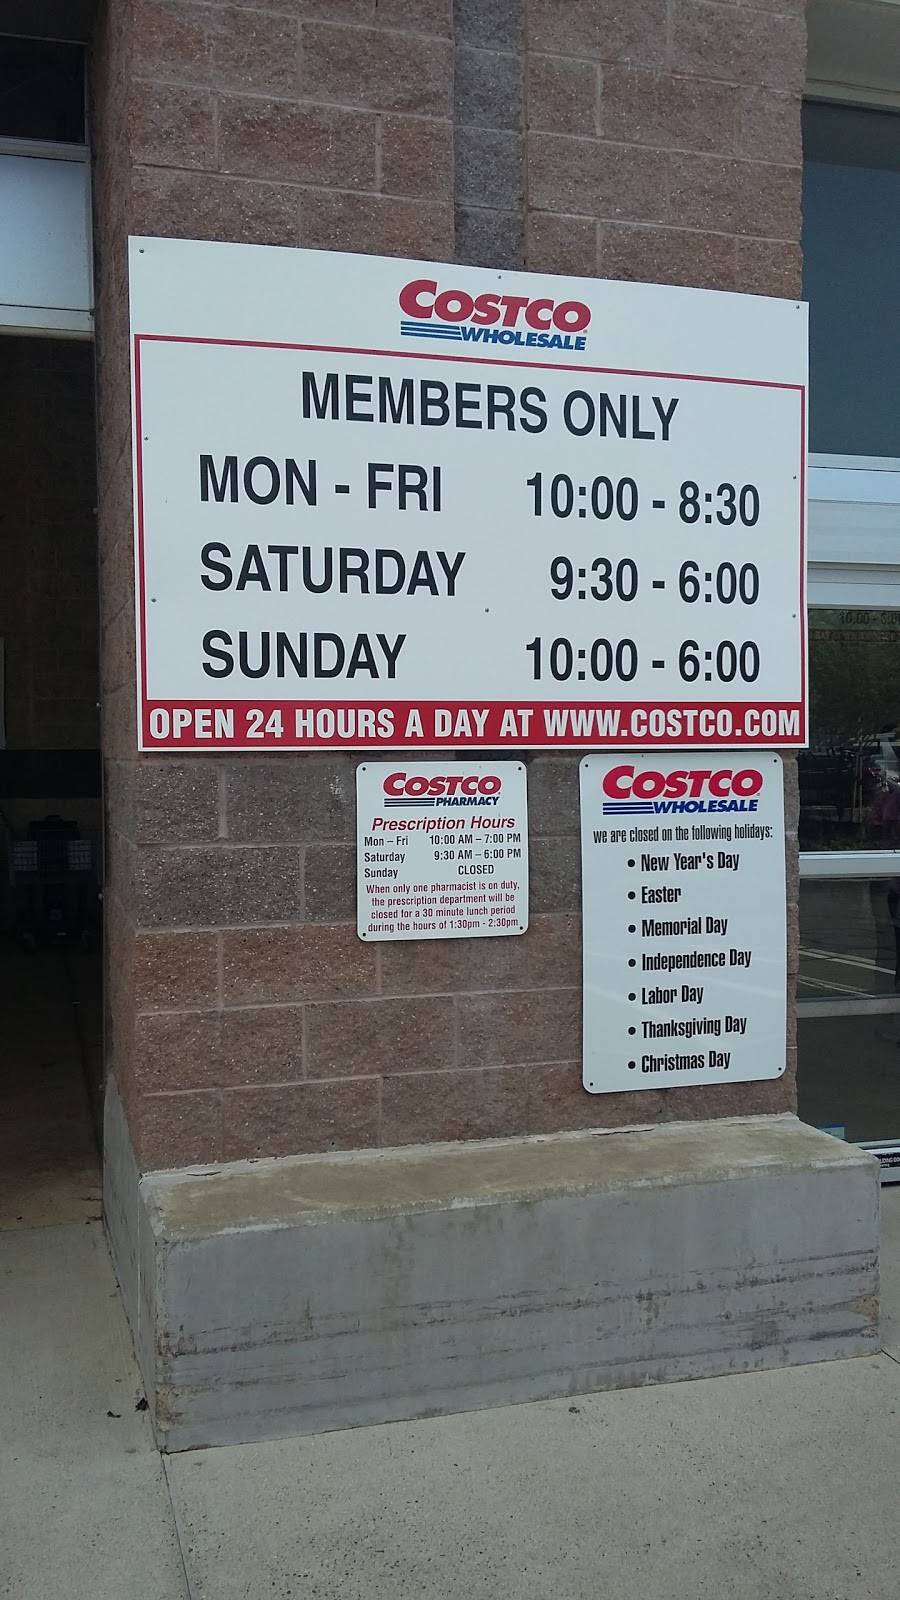 COSTCO
WHOLESALE
MEMBERS ONLY
MON - FRI 10:00 - 8:30
SATURDAY 9:30 - 6:00
SUNDAY 10:00 - 6:00
OPEN 24 HOURS A DAY AT WWW.COSTCO.COM
COSTCO
PHARMACY
Prescription Hours
Mon – Fri 10:00 AM – 7:00 PM
Saturday 9:30 AM – 6:00 PM
Sunday CLOSED
When only one pharmacist is on duty,
the prescription department will be
closed for a 30 minute lunch period
during the hours of 1:30pm - 2:30pm
COSTCO
WHOLESALE
we are closed on the following holidays:
• New Year's Day
• Easter
• Memorial Day
• Independence Day
• Labor Day
• Thanksgiving Day
• Christmas Day